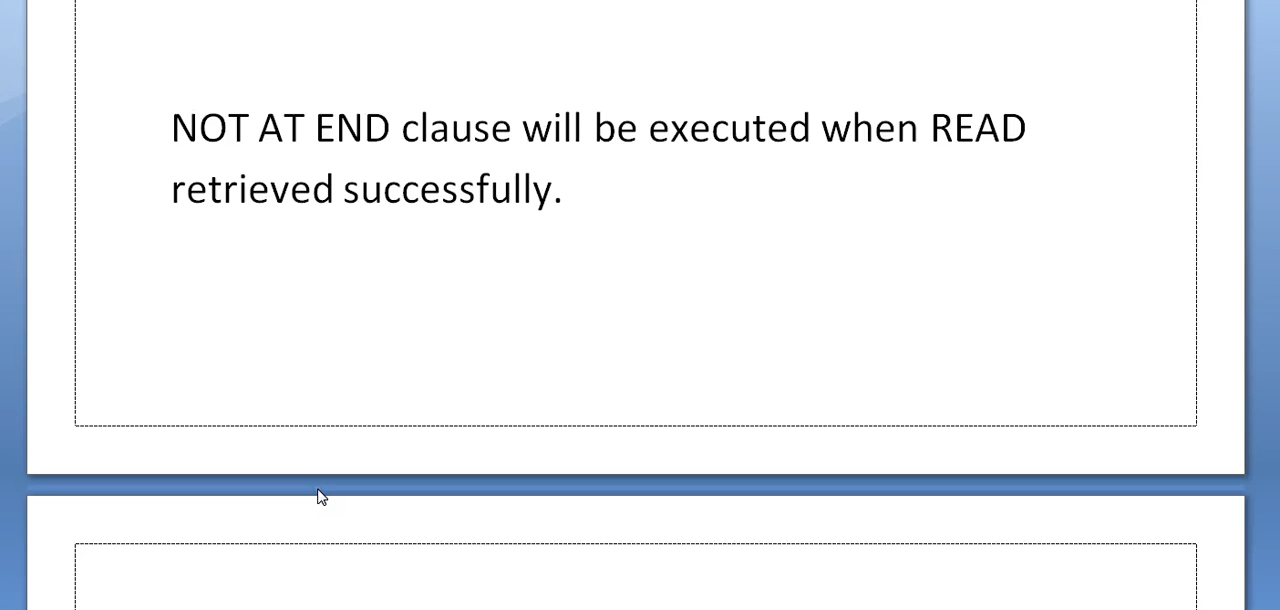 NOT AT END clause will be executed when READ
retrieved successfully.